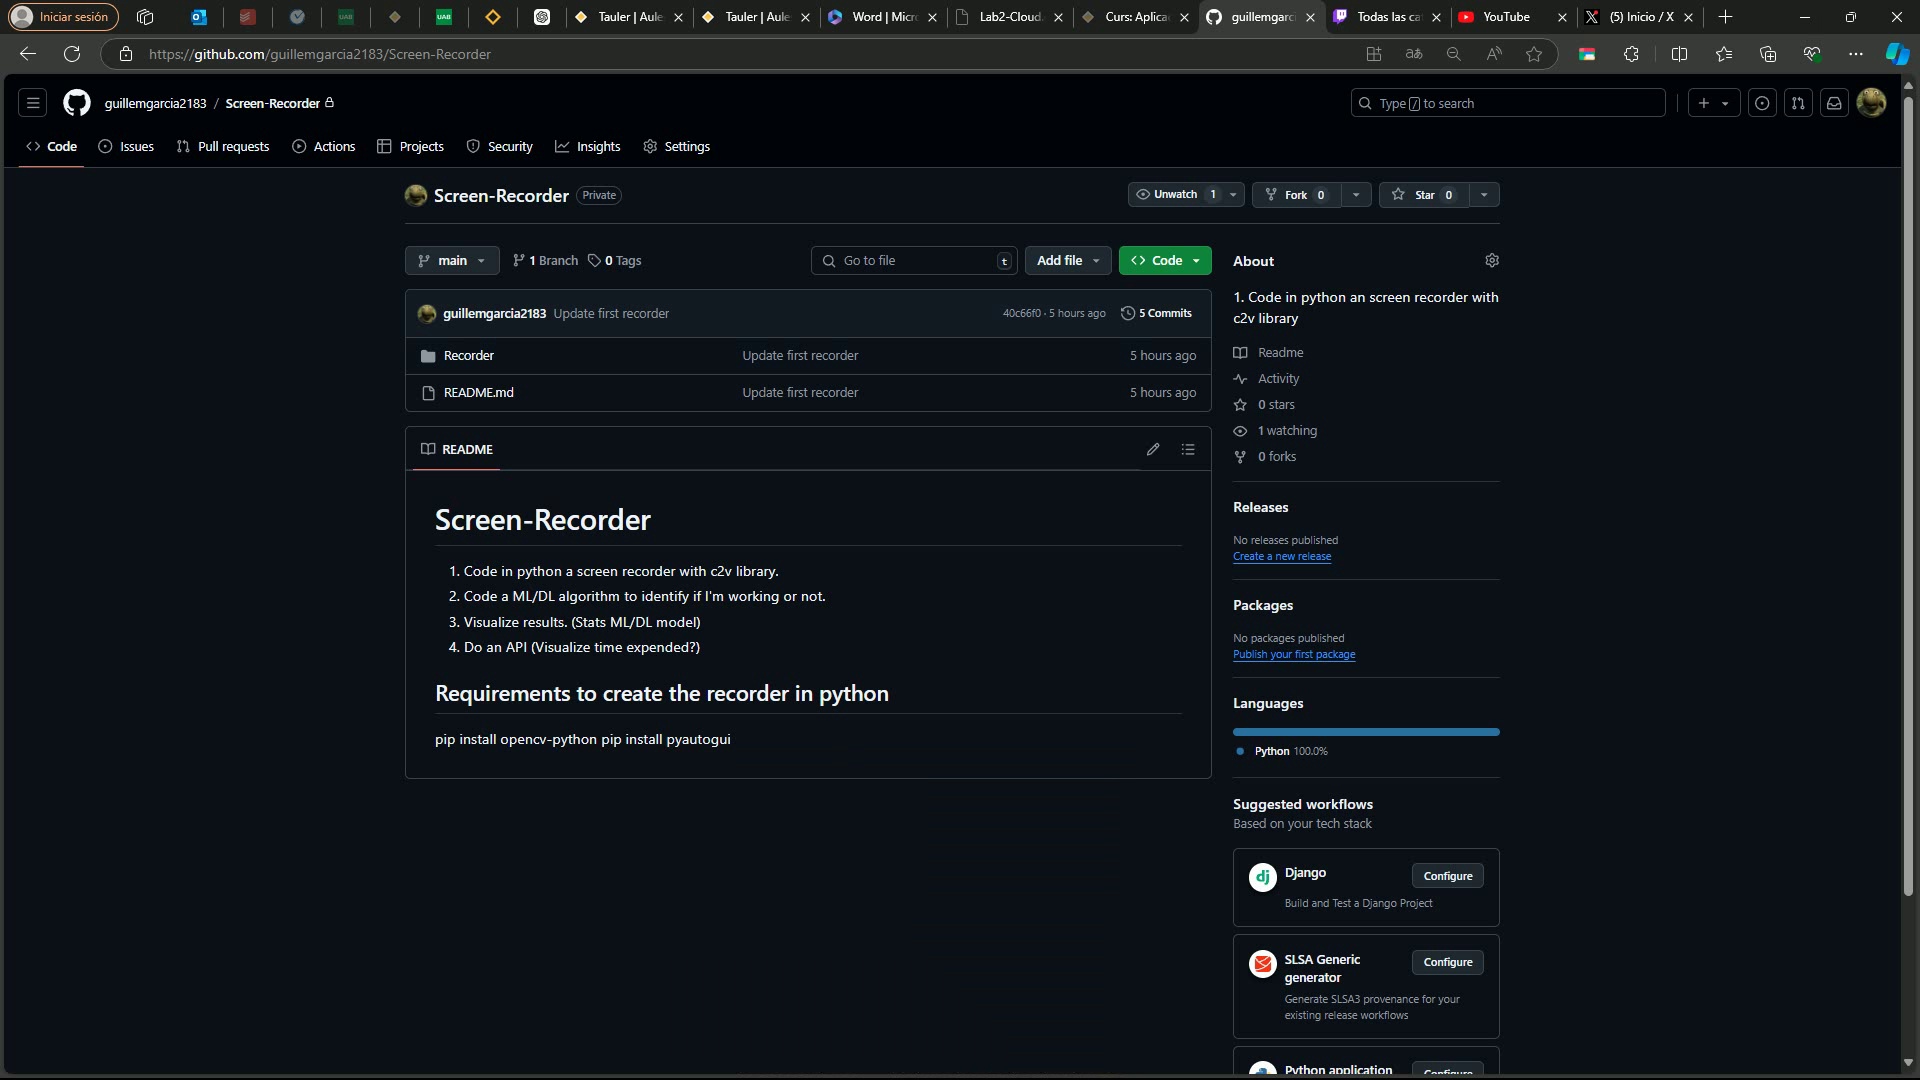 Iniciar sesión
UAB
UAB
Tauler | Aule
Tauler | Aule
Word | Micr
Lab2-Cloud
Curs: Aplica
guillemgarci
Todas las ca
YouTube
(5) Inicio / X
https://github.com/guillemgarcia2183/Screen-Recorder
guillemgarcia2183 / Screen-Recorder
Type / to search
Code
Issues
Pull requests
Actions
Projects
Security
Insights
Settings
Screen-Recorder
Private
Unwatch 1
Fork 0
Star 0
main
1 Branch
0 Tags
Go to file
t
Add file
Code
guillemgarcia2183 Update first recorder
40c66f0 · 5 hours ago
5 Commits
Recorder
Update first recorder
5 hours ago
README.md
Update first recorder
5 hours ago
README
Screen-Recorder
1. Code in python a screen recorder with c2v library.
2. Code a ML/DL algorithm to identify if I'm working or not.
3. Visualize results. (Stats ML/DL model)
4. Do an API (Visualize time expended?)
Requirements to create the recorder in python
pip install opencv-python pip install pyautogui
About
1. Code in python an screen recorder with
c2v library
Readme
Activity
0 stars
1 watching
0 forks
Releases
No releases published
Create a new release
Packages
No packages published
Publish your first package
Languages
Python 100.0%
Suggested workflows
Based on your tech stack
dj
Django
Configure
Build and Test a Django Project
SLSA Generic
generator
Configure
Generate SLSA3 provenance for your
existing release workflows
Python application
Configure